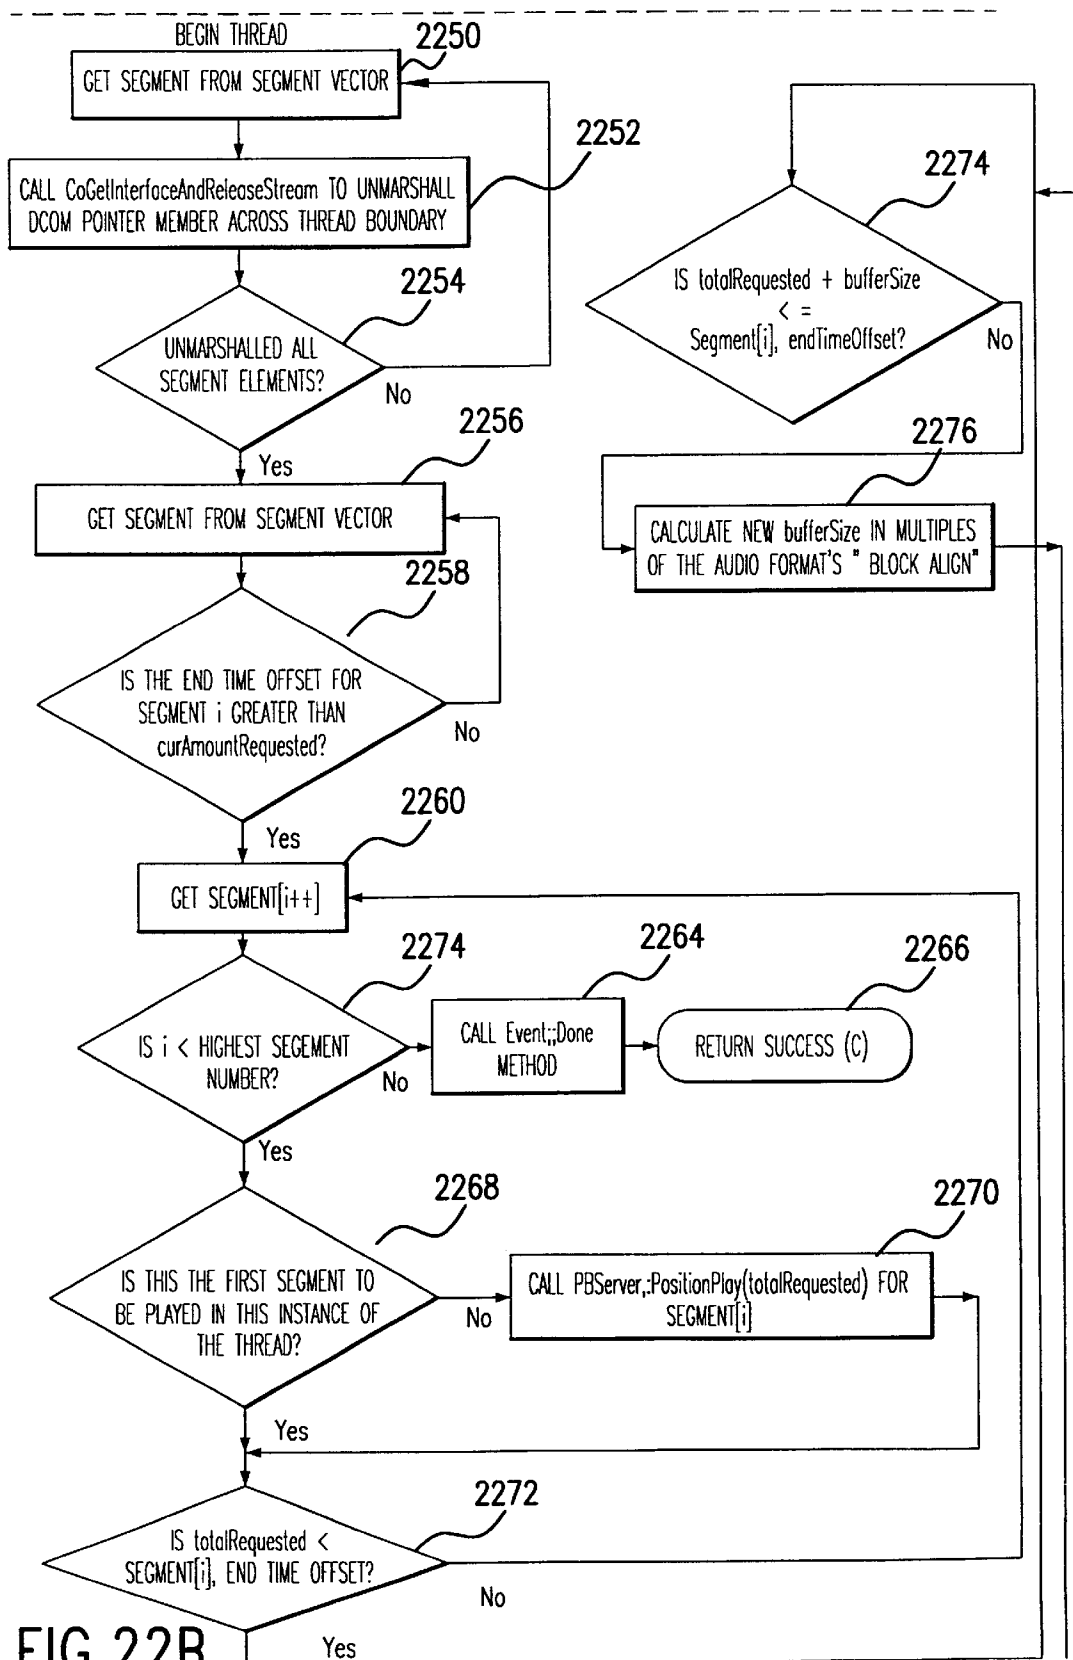 BEGIN THREAD
2250
GET SEGMENT FROM SEGMENT VECTOR
2252
CALL CoGetInterfaceAndReleaseStream TO UNMARSHALL
DCOM POINTER MEMBER ACROSS THREAD BOUNDARY
2254
UNMARSHALLED ALL
SEGMENT ELEMENTS?
No
Yes
2256
GET SEGMENT FROM SEGMENT VECTOR
2258
IS THE END TIME OFFSET FOR
SEGMENT i GREATER THAN
curAmountRequested?
No
Yes
2260
GET SEGMENT[i++]
2274
IS i < HIGHEST SEGEMENT
NUMBER?
No
Yes
2264
CALL Event;;Done
METHOD
2266
RETURN SUCCESS (C)
2268
IS THIS THE FIRST SEGMENT TO
BE PLAYED IN THIS INSTANCE OF
THE THREAD?
No
Yes
2270
CALL PBServer,:PositionPlay(totalRequested) FOR
SEGMENT[i]
2272
IS totalRequested <
SEGMENT[i], END TIME OFFSET?
No
Yes
2274
IS totalRequested + bufferSize
< =
Segment[i], endTimeOffset?
No
2276
CALCULATE NEW bufferSize IN MULTIPLES
OF THE AUDIO FORMAT'S " BLOCK ALIGN"
FIG.22B